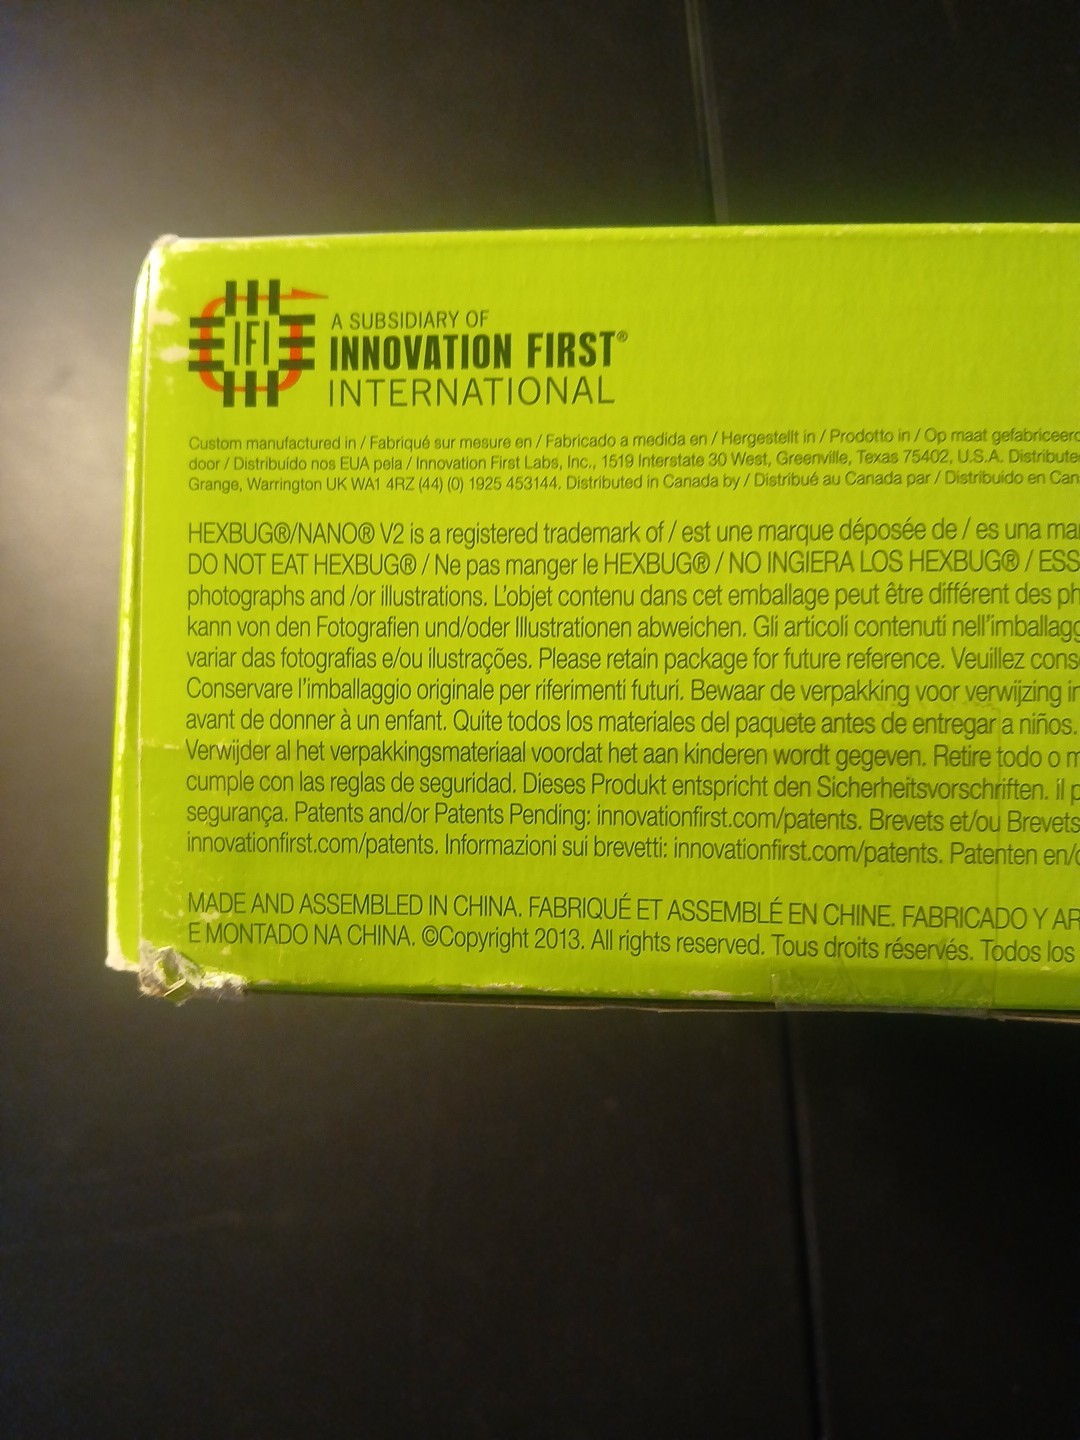 IFI
A SUBSIDIARY OF
INNOVATION FIRST®
INTERNATIONAL
Custom manufactured in / Fabriqué sur mesure en / Fabricado a medida en / Hergestellt in / Prodotto in / Op maat gefabriceerd
door / Distribuído nos EUA pela / Innovation First Labs, Inc., 1519 Interstate 30 West, Greenville, Texas 75402, U.S.A. Distribute
Grange, Warrington UK WA1 4RZ (44) (0) 1925 453144. Distributed in Canada by / Distribué au Canada par / Distribuido en Can
HEXBUG®/NANO® V2 is a registered trademark of / est une marque déposée de / es una mar
DO NOT EAT HEXBUG® / Ne pas manger le HEXBUG® / NO INGIERA LOS HEXBUG® / ESS
photographs and /or illustrations. L'objet contenu dans cet emballage peut être différent des ph
kann von den Fotografien und/oder Illustrationen abweichen. Gli articoli contenuti nell'imballagg
variar das fotografias e/ou ilustrações. Please retain package for future reference. Veuillez conse
Conservare l'imballaggio originale per riferimenti futuri. Bewaar de verpakking voor verwijzing in
avant de donner à un enfant. Quite todos los materiales del paquete antes de entregar a niños.
Verwijder al het verpakkingsmateriaal voordat het aan kinderen wordt gegeven. Retire todo o m
cumple con las reglas de seguridad. Dieses Produkt entspricht den Sicherheitsvorschriften. il p
segurança. Patents and/or Patents Pending: innovationfirst.com/patents. Brevets et/ou Brevets
innovationfirst.com/patents. Informazioni sui brevetti: innovationfirst.com/patents. Patenten en/o
MADE AND ASSEMBLED IN CHINA. FABRIQUÉ ET ASSEMBLÉ EN CHINE. FABRICADO Y AR
E MONTADO NA CHINA. ©Copyright 2013. All rights reserved. Tous droits réservés. Todos los